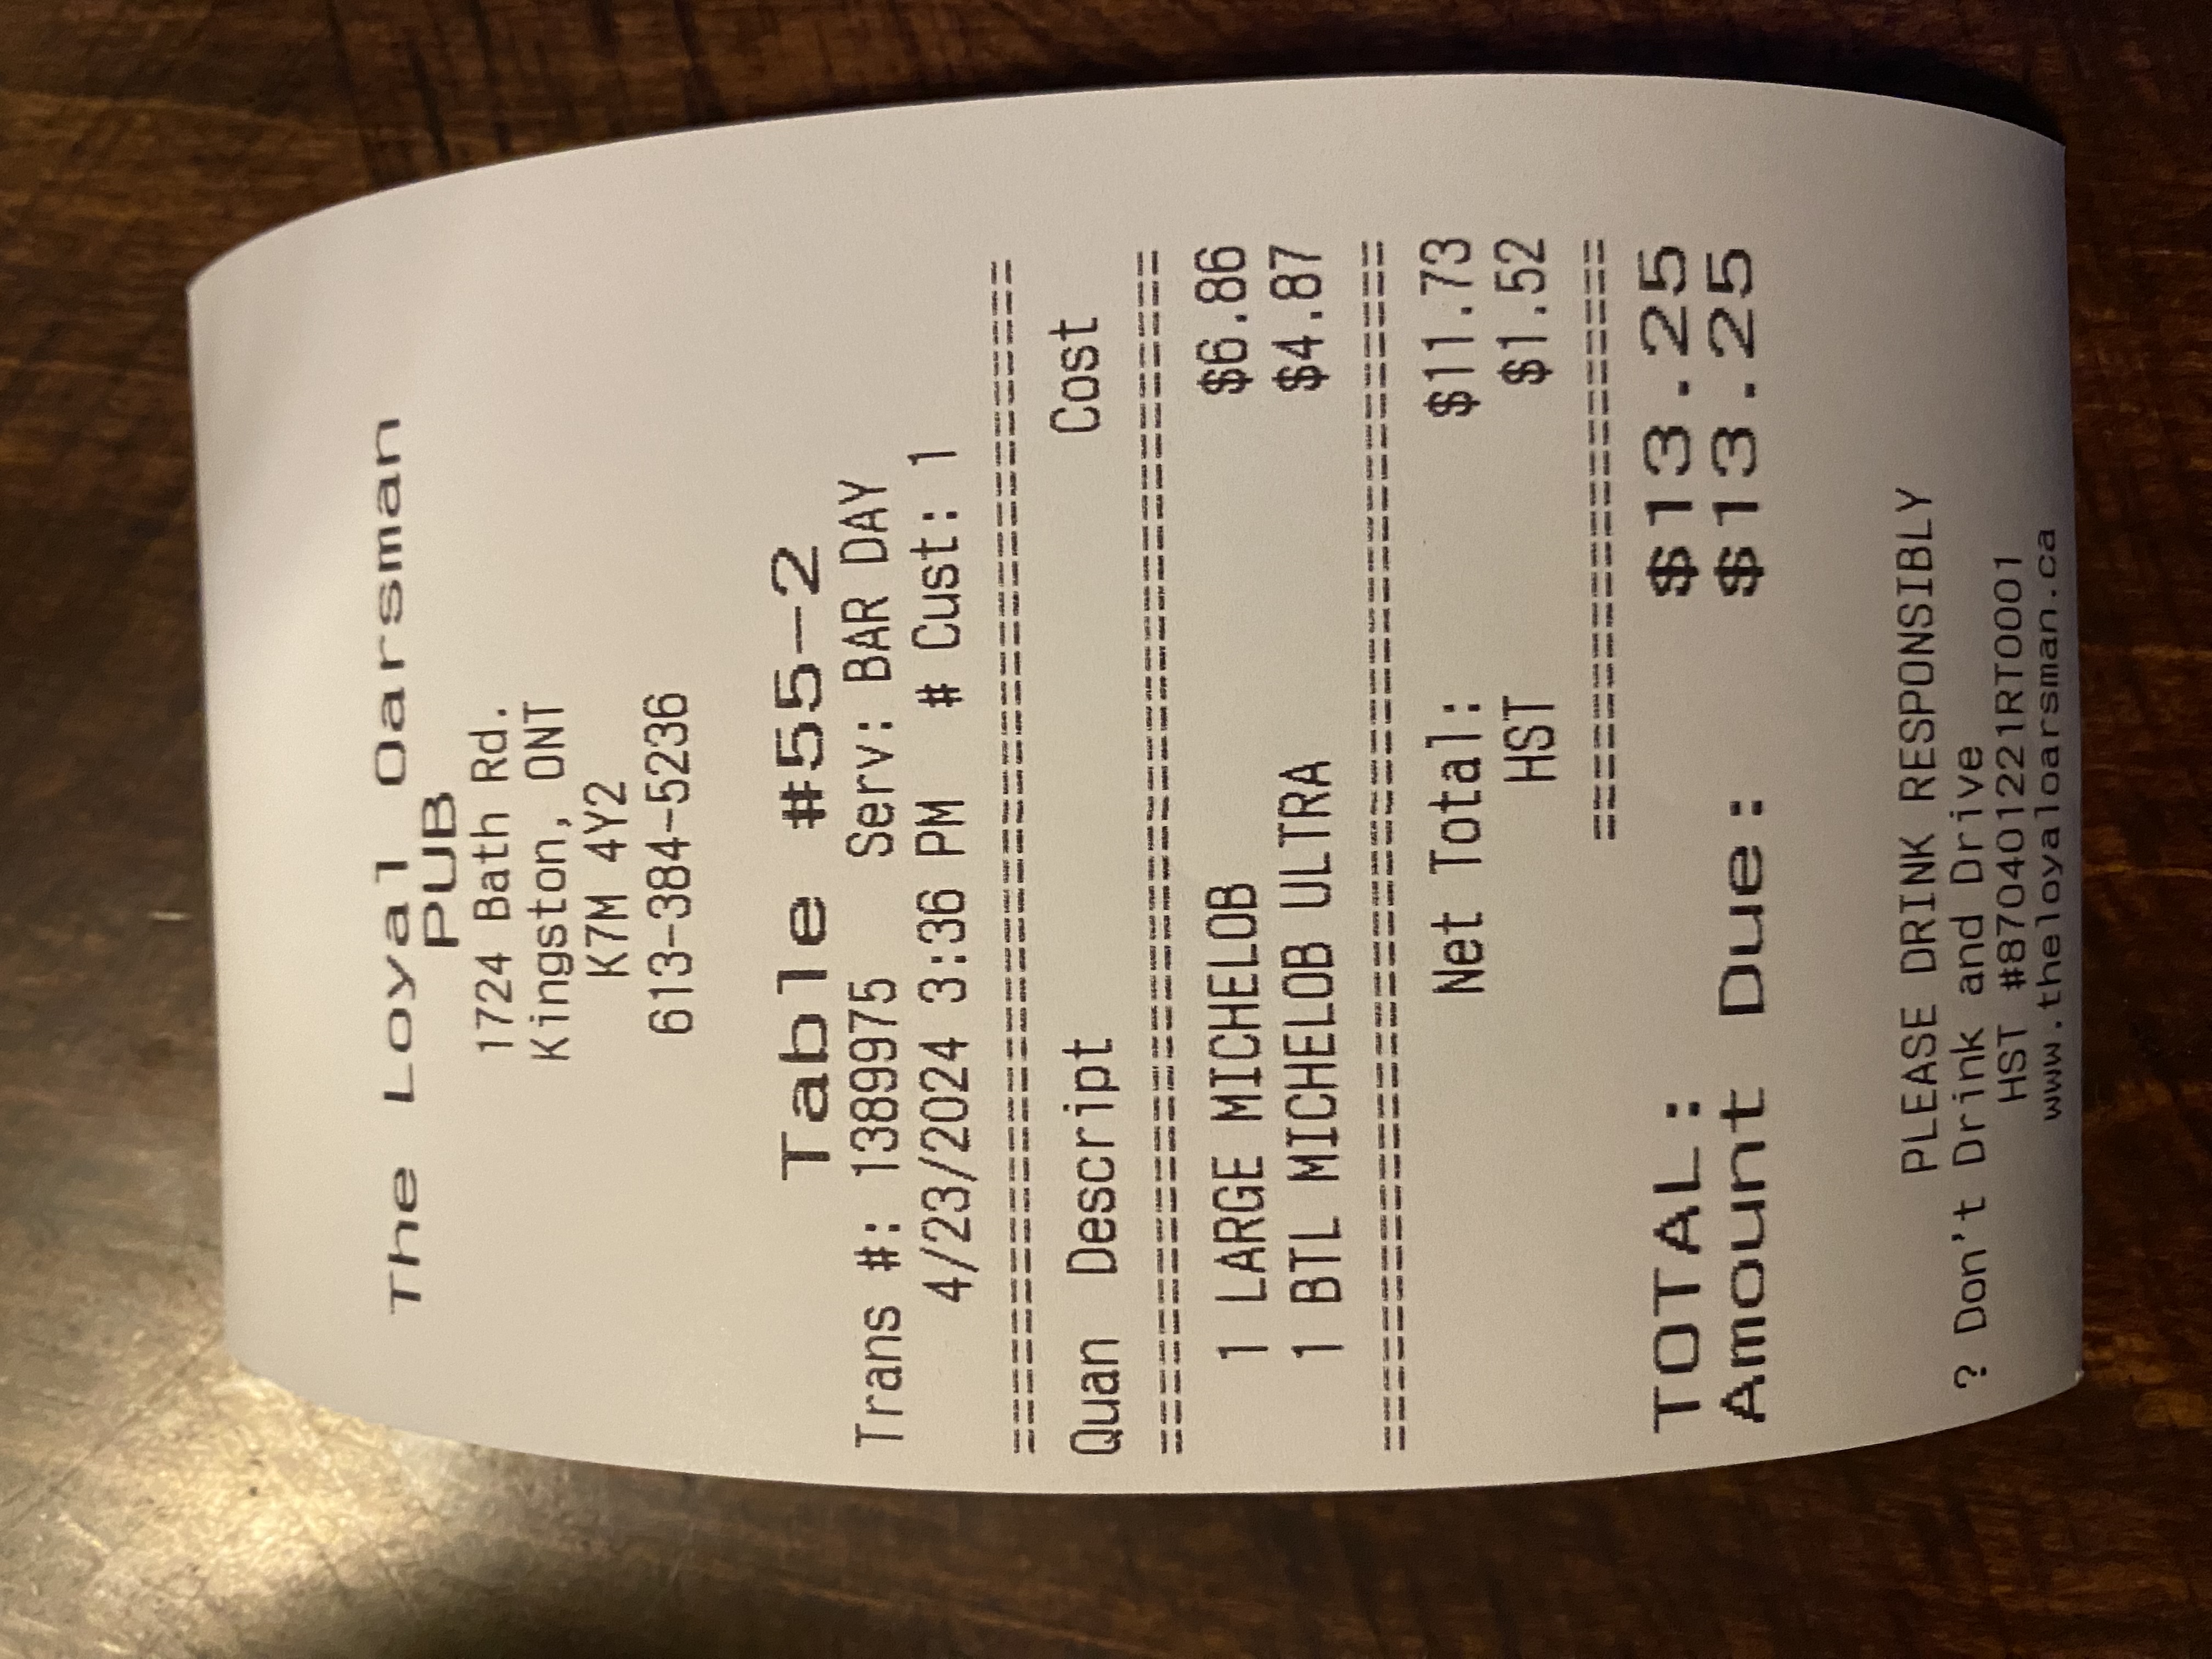 The Loyal Oarsman
PUB
1724 Bath Rd.
Kingston, ONT
K7M 4Y2
613-384-5236
Table #55-2
Trans #: 1389975 Serv: BAR DAY
4/23/2024 3:36 PM # Cust: 1
Quan Descript Cost
1 LARGE MICHELOB $6.86
1 BTL MICHELOB ULTRA $4.87
Net Total: $11.73
HST $1.52
TOTAL: $13.25
Amount Due: $13.25
PLEASE DRINK RESPONSIBLY
? Don't Drink and Drive
HST #870401221RT0001
www.theloyaloarsman.ca